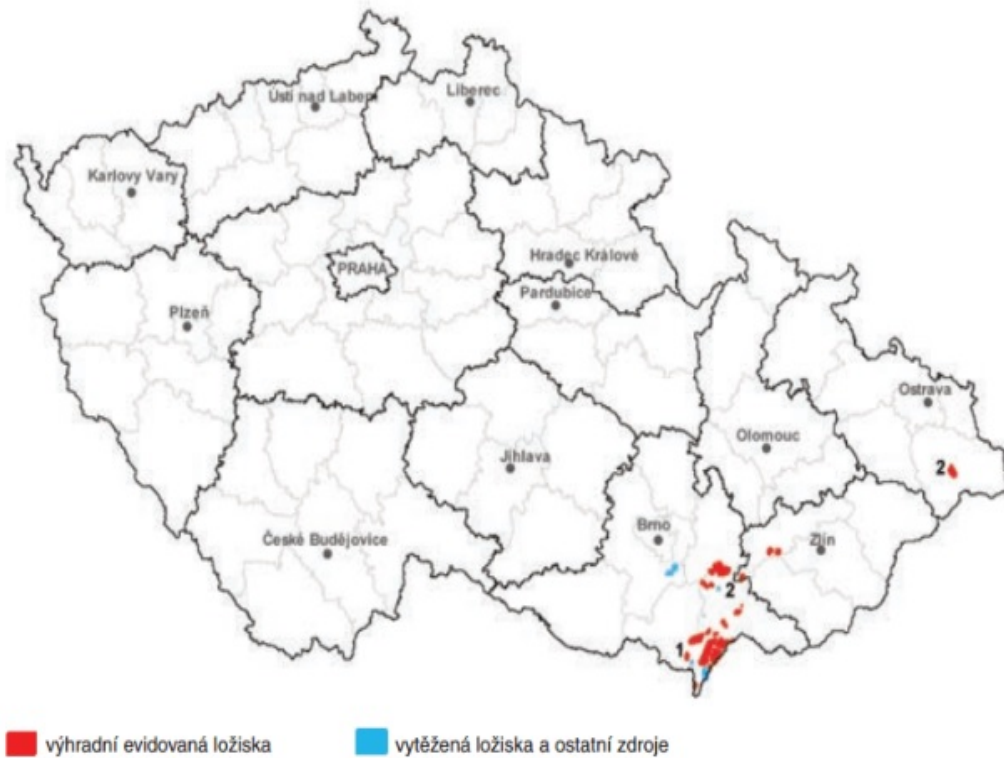 Ústí nad Labem
Liberec
Karlovy Vary
Hradec Králové
PRAHA
Pardubice
Plzeň
Ostrava
Olomouc
Jihlava
2
Brno
České Budějovice
Zlín
2
1
výhradní evidovaná ložiska
vytěžená ložiska a ostatní zdroje